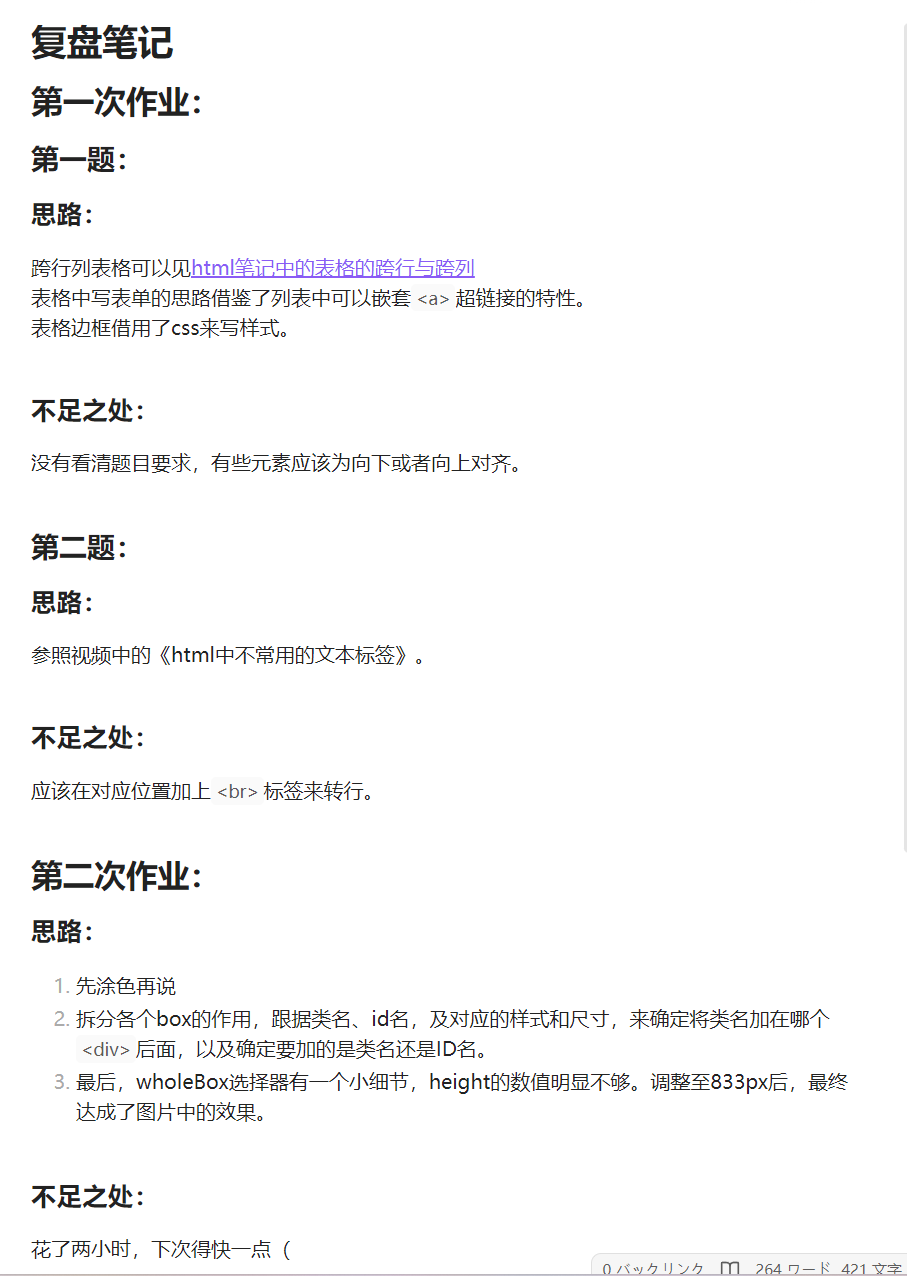 复盘笔记
第一次作业：
第一题：
思路：
跨行列表格可以见html笔记中的表格的跨行与跨列
表格中写表单的思路借鉴了列表中可以嵌套 <a> 超链接的特性。
表格边框借用了css来写样式。
不足之处：
没有看清题目要求，有些元素应该为向下或者向上对齐。
第二题：
思路：
参照视频中的《html中不常用的文本标签》。
不足之处：
应该在对应位置加上 <br> 标签来转行。
第二次作业：
思路：
1. 先涂色再说
2. 拆分各个box的作用，跟据类名、id名，及对应的样式和尺寸，来确定将类名加在哪个
<div> 后面，以及确定要加的是类名还是ID名。
3. 最后，wholeBox选择器有一个小细节，height的数值明显不够。调整至833px后，最终
达成了图片中的效果。
不足之处：
花了两小时，下次得快一点（
0 バックリンク 264 ワード 421 文字